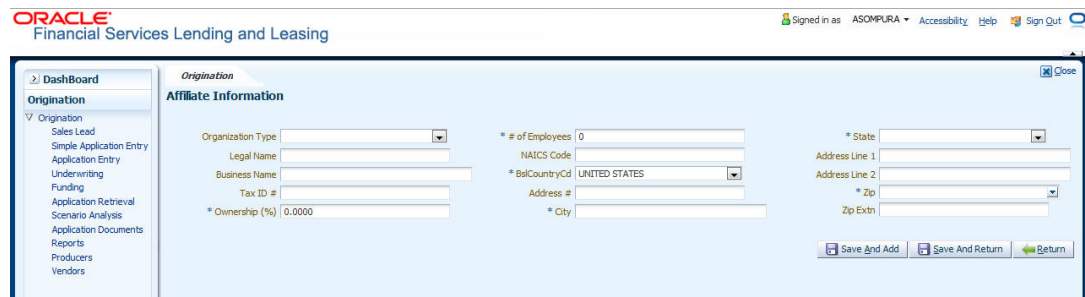 ORACLE
Financial Services Lending and Leasing
Signed in as ASOMPURA Accessibility Help Sign Out
Close
DashBoard
Origination
Origination
Sales Lead
Simple Application Entry
Application Entry
Underwriting
Funding
Application Retrieval
Scenario Analysis
Application Documents
Reports
Producers
Vendors
Origination
Affiliate Information
Organization Type
Legal Name
Business Name
Tax ID #
* Ownership (%) 0.0000
* # of Employees 0
NAICS Code
* BslCountryCd UNITED STATES
Address #
* City
* State
Address Line 1
Address Line 2
* Zip
Zip Extn
Save And Add Save And Return Return